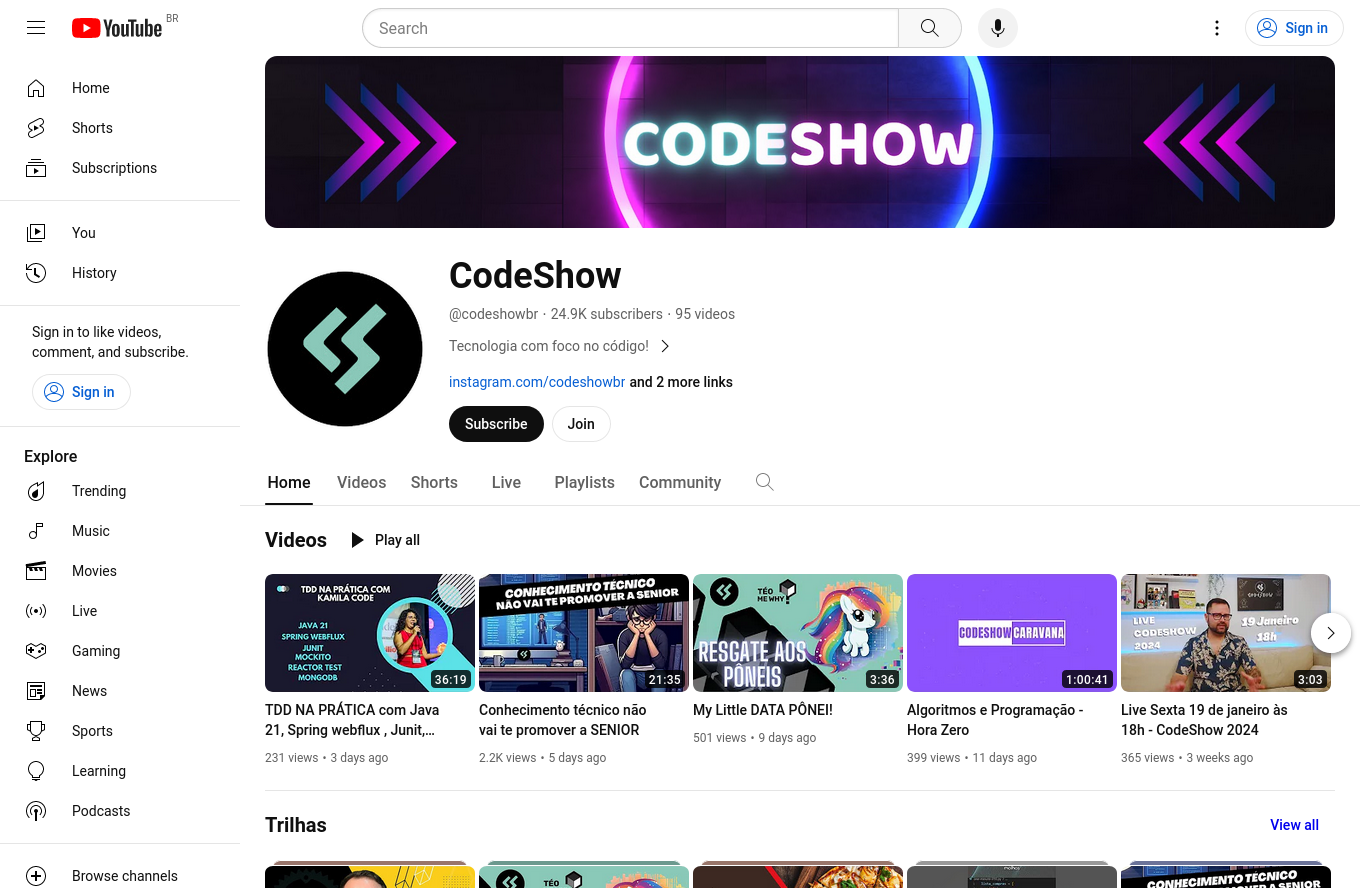 YouTube BR
Search
Sign in
Home
Shorts
Subscriptions
You
History
Sign in to like videos,
comment, and subscribe.
Sign in
Explore
Trending
Music
Movies
Live
Gaming
News
Sports
Learning
Podcasts
Browse channels
CODESHOW
CodeShow
@codeshowbr · 24.9K subscribers · 95 videos
Tecnologia com foco no código!
instagram.com/codeshowbr and 2 more links
Subscribe
Join
Home Videos Shorts Live Playlists Community
Videos
Play all
TDD NA PRÁTICA COM
KAMILA CODE
JAVA 21
SPRING WEBFLUX
JUNIT
MOCKITO
REACTOR TEST
MONGODB
36:19
TDD NA PRÁTICA com Java
21, Spring webflux , Junit,...
231 views • 3 days ago
CONHECIMENTO TÉCNICO
NÃO VAI TE PROMOVER A SENIOR
21:35
Conhecimento técnico não
vai te promover a SENIOR
2.2K views • 5 days ago
TÉO
ME WHY
RESGATE AOS
PÔNEIS
3:36
My Little DATA PÔNEI!
501 views • 9 days ago
CODESHOW CARAVANA
1:00:41
Algoritmos e Programação -
Hora Zero
399 views • 11 days ago
LIVE
CODESHOW
2024
19 Janeiro
18h
3:03
Live Sexta 19 de janeiro às
18h - CodeShow 2024
365 views • 3 weeks ago
Trilhas
View all
TÉO
CONHECIMENTO TÉCNICO